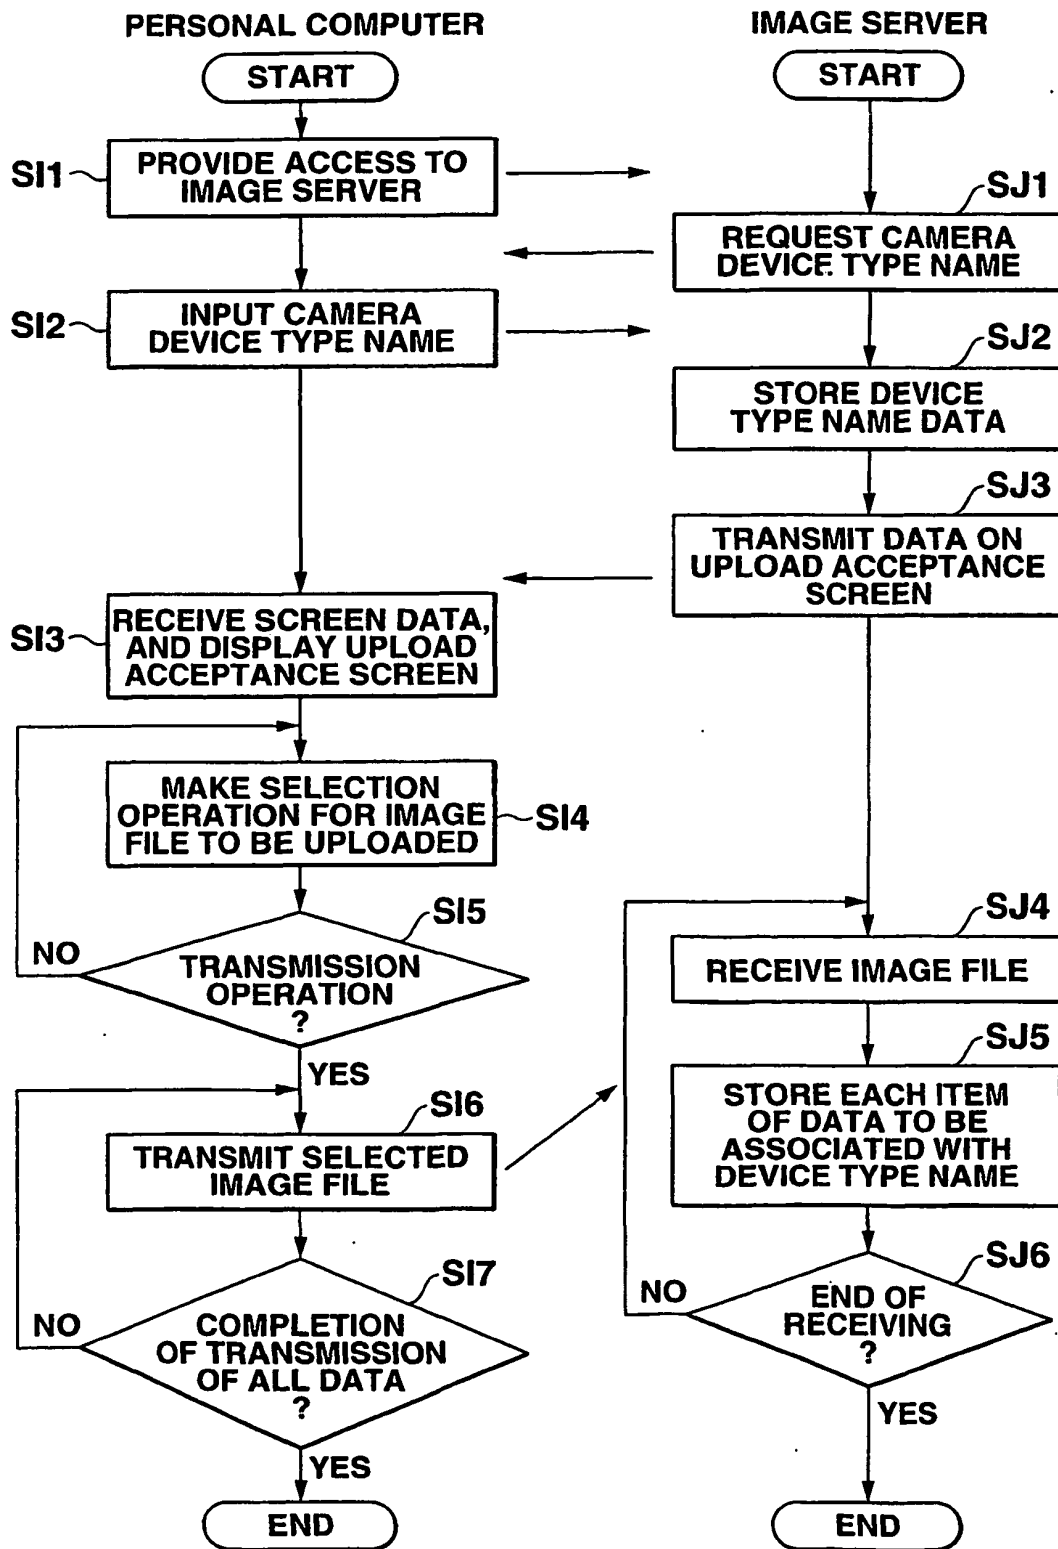 PERSONAL COMPUTER
START
SI1
PROVIDE ACCESS TO
IMAGE SERVER
SI2
INPUT CAMERA
DEVICE TYPE NAME
SI3
RECEIVE SCREEN DATA,
AND DISPLAY UPLOAD
ACCEPTANCE SCREEN
MAKE SELECTION
OPERATION FOR IMAGE
FILE TO BE UPLOADED
SI4
SI5
NO
TRANSMISSION
OPERATION
?
YES
SI6
TRANSMIT SELECTED
IMAGE FILE
SI7
NO
COMPLETION
OF TRANSMISSION
OF ALL DATA
?
YES
END
IMAGE SERVER
START
SJ1
REQUEST CAMERA
DEVICE TYPE NAME
SJ2
STORE DEVICE
TYPE NAME DATA
SJ3
TRANSMIT DATA ON
UPLOAD ACCEPTANCE
SCREEN
SJ4
RECEIVE IMAGE FILE
SJ5
STORE EACH ITEM
OF DATA TO BE
ASSOCIATED WITH
DEVICE TYPE NAME
SJ6
NO
END OF
RECEIVING
?
YES
END